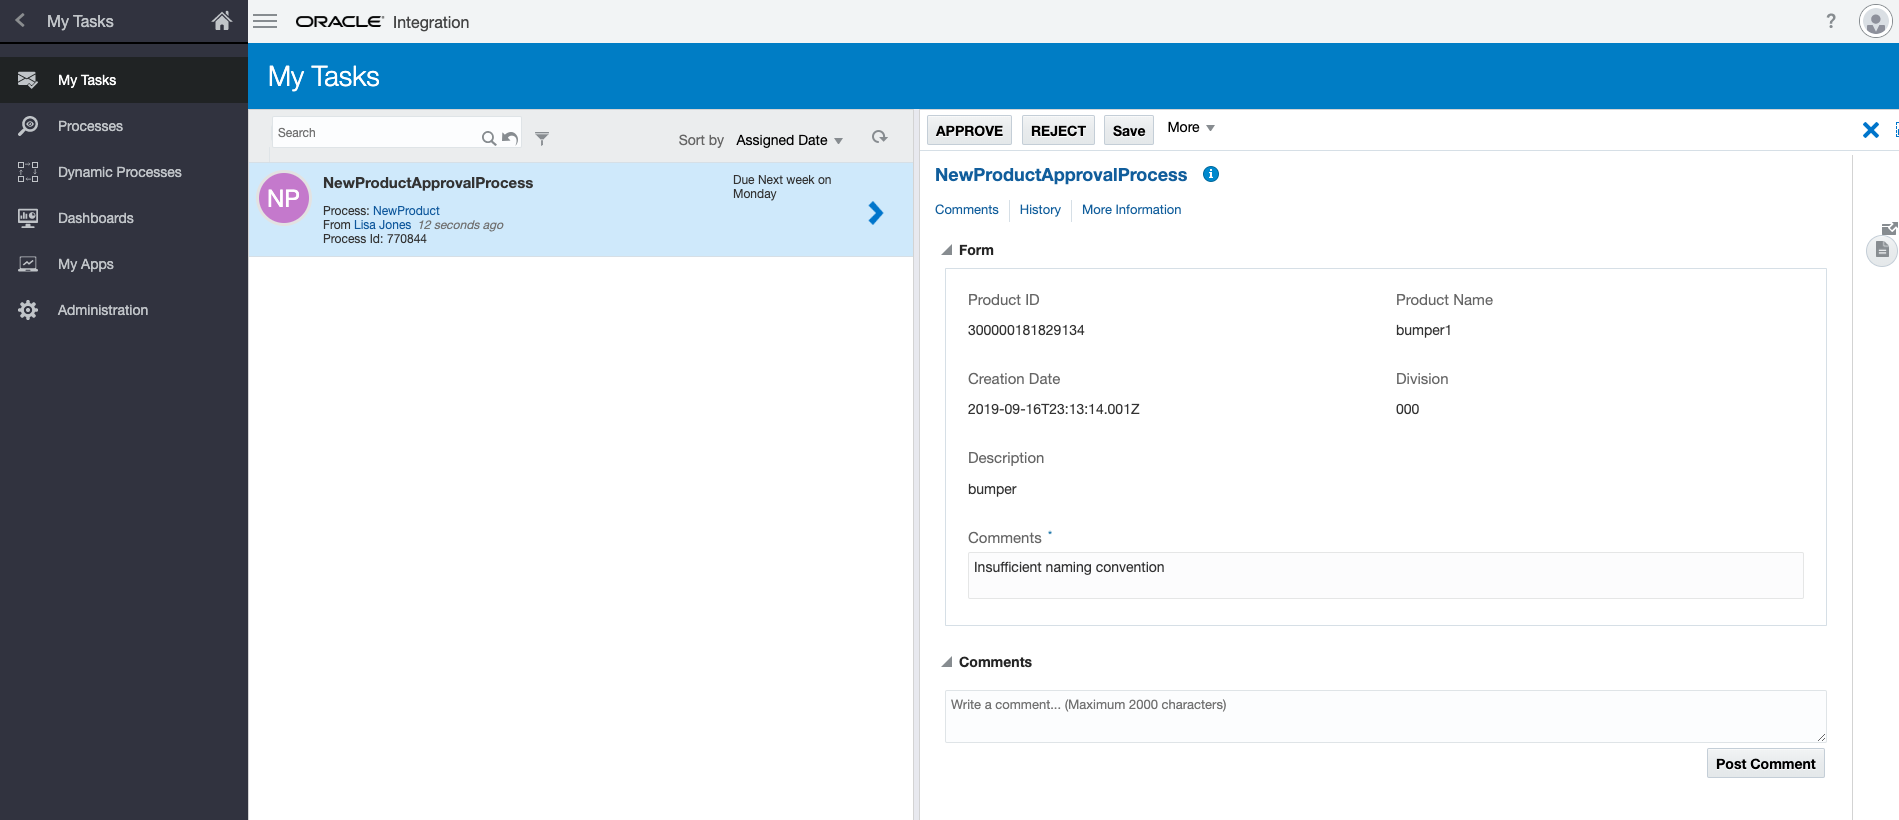 My Tasks
ORACLE Integration
?
My Tasks
Processes
Dynamic Processes
Dashboards
My Apps
Administration
My Tasks
Search
Sort by Assigned Date
NP
NewProductApprovalProcess
Due Next week on
Monday
Process: NewProduct
From Lisa Jones 12 seconds ago
Process Id: 770844
APPROVE REJECT Save More
NewProductApprovalProcess i
Comments History More Information
Form
Product ID Product Name
300000181829134 bumper1
Creation Date Division
2019-09-16T23:13:14.001Z 000
Description
bumper
Comments *
Insufficient naming convention
Comments
Write a comment... (Maximum 2000 characters)
Post Comment